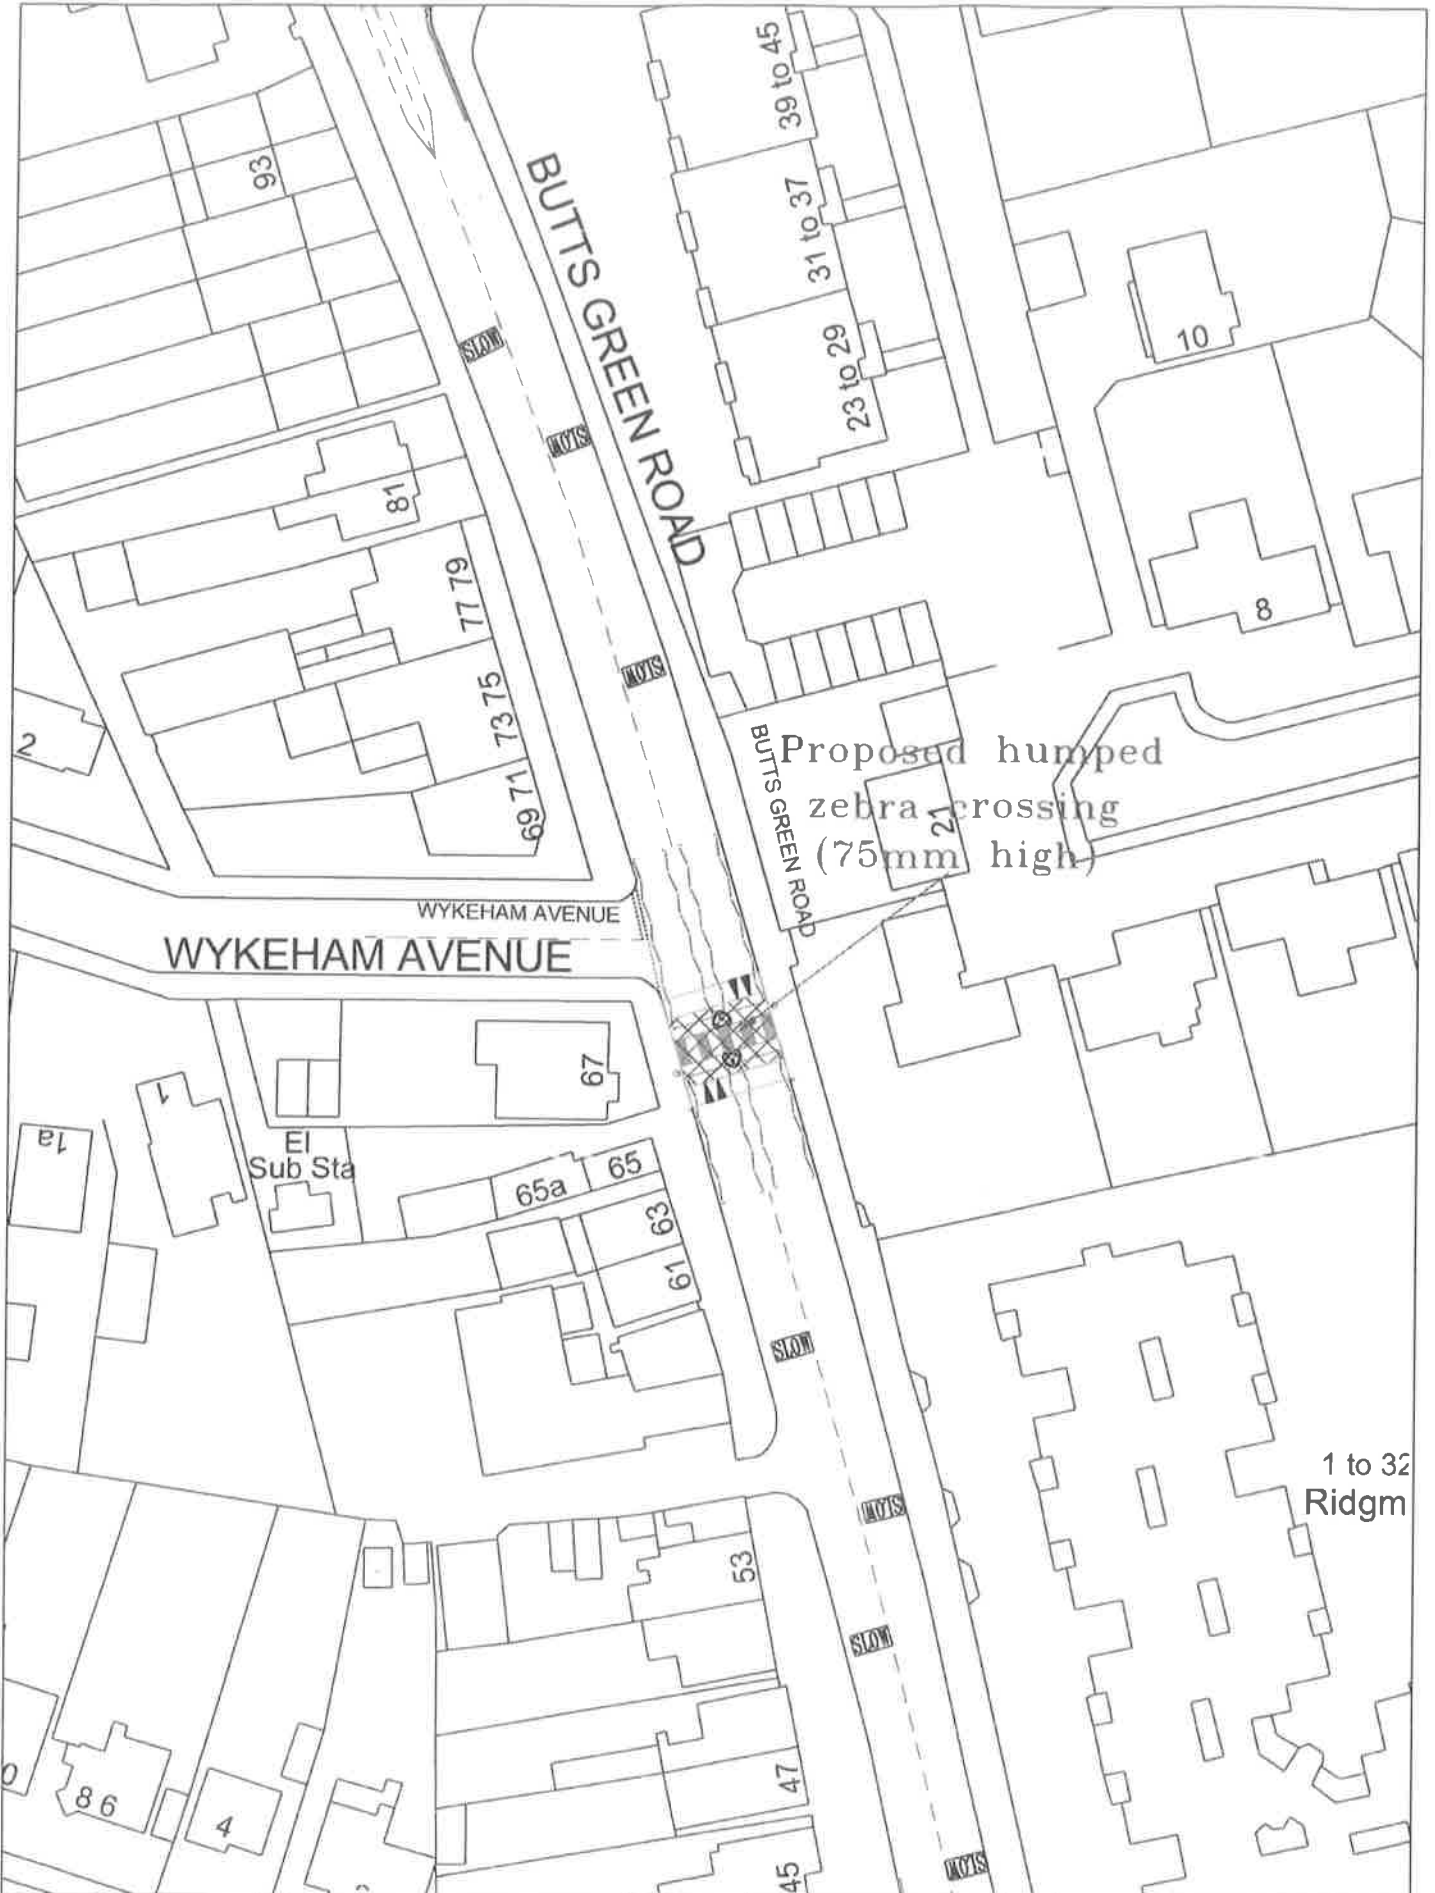 39 to 45
93
BUTTS GREEN ROAD
31 to 37
SLOW
10
23 to 29
SLOW
81
77 79
8
SLOW
73 75
2
BUTTS GREEN ROAD
Proposed humped
zebra crossing
(75mm high)
21
69 71
WYKEHAM AVENUE
WYKEHAM AVENUE
67
1
1a
El
Sub Sta
65
65a
63
61
SLOW
1 to 32
Ridgm
SLOW
53
SLOW
47
0
8 6
4
SLOW
45